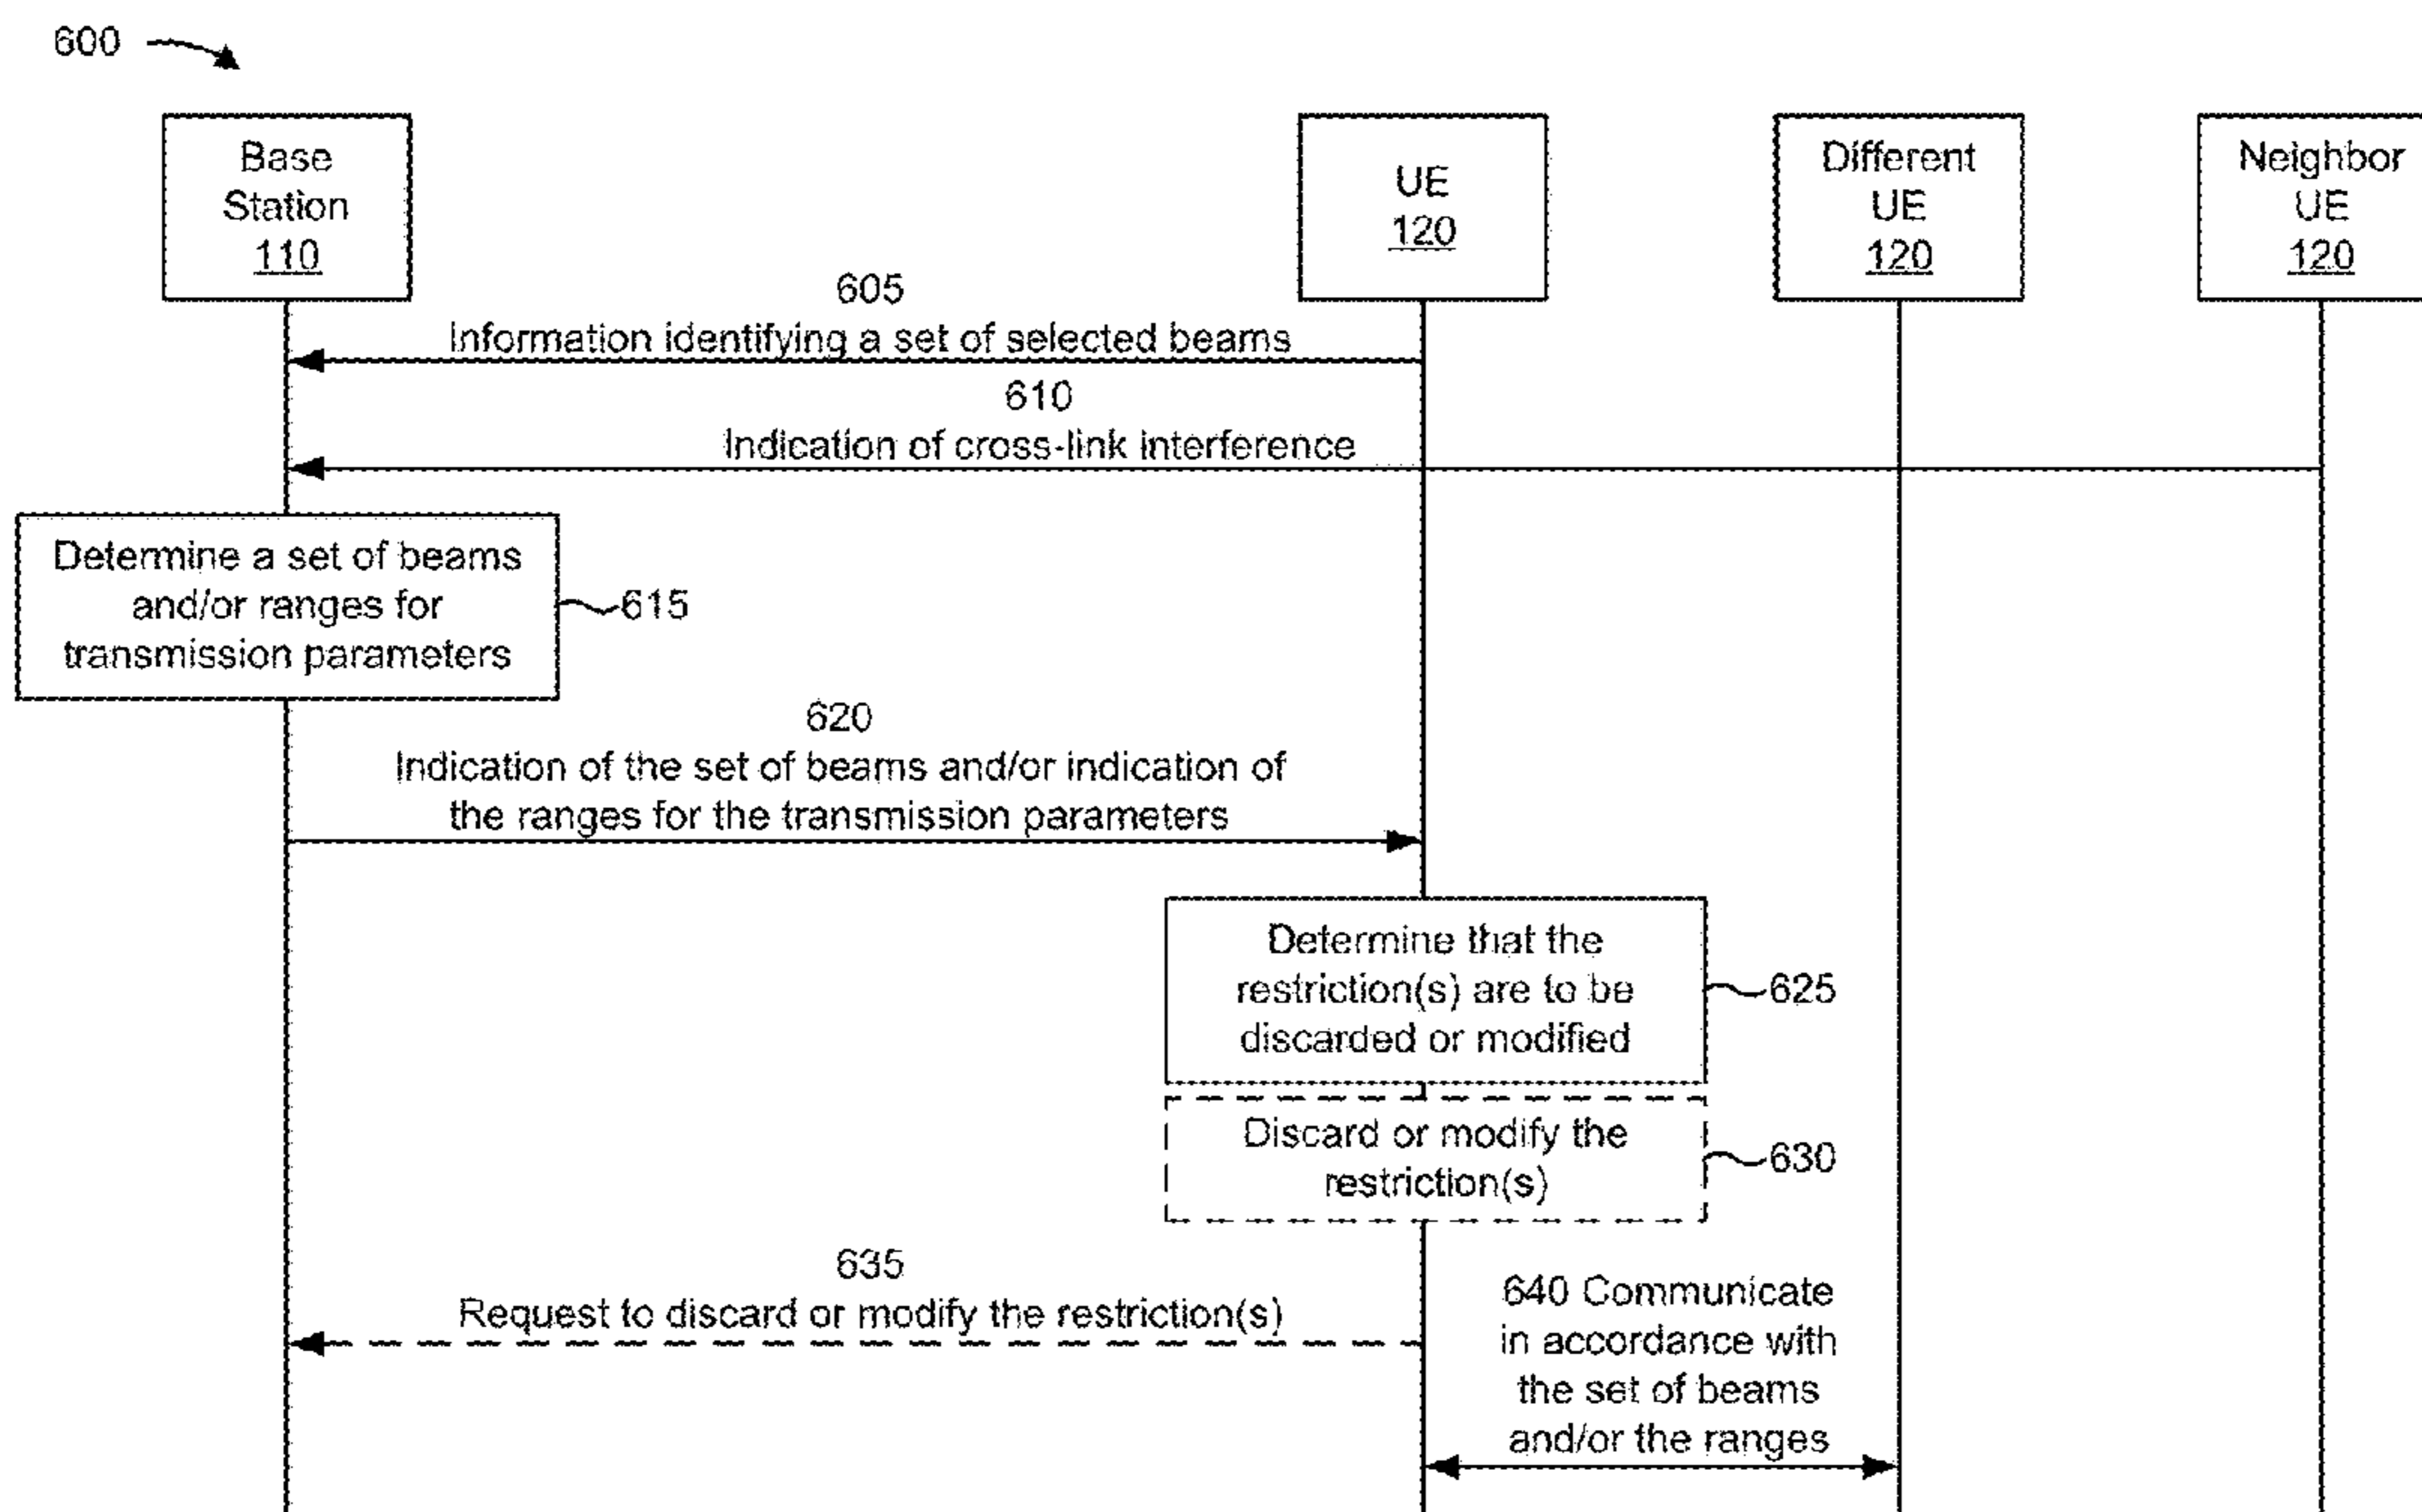 600
Base
Station
110
UE
120
Different
UE
120
Neighbor
UE
120
605
Information identifying a set of selected beams
610
Indication of cross-link interference
Determine a set of beams
and/or ranges for
transmission parameters
615
620
Indication of the set of beams and/or indication of
the ranges for the transmission parameters
Determine that the
restriction(s) are to be
discarded or modified
625
Discard or modify the
restriction(s)
630
635
Request to discard or modify the restriction(s)
640 Communicate
in accordance with
the set of beams
and/or the ranges